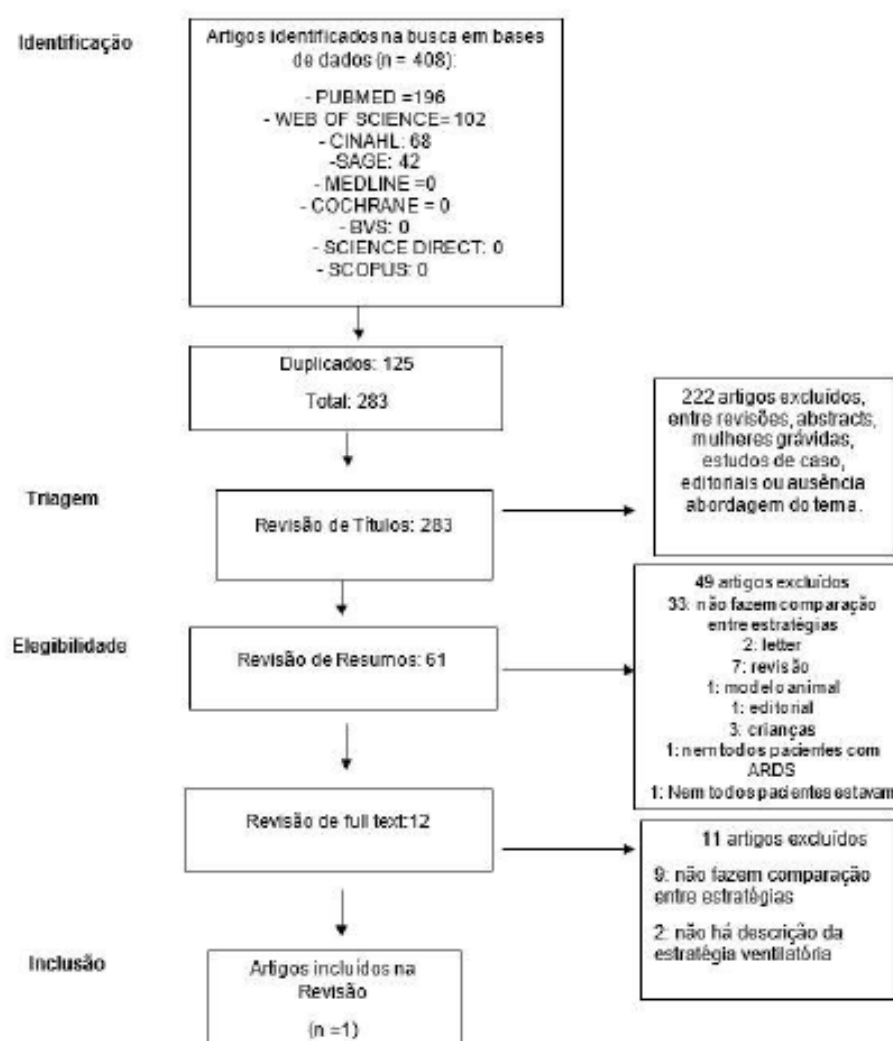 Identificação
Artigos identificados na busca em bases
de dados (n = 408):
- PUBMED =196
- WEB OF SCIENCE= 102
- CINAHL: 68
-SAGE: 42
- MEDLINE =0
- COCHRANE = 0
- BVS: 0
- SCIENCE DIRECT: 0
- SCOPUS: 0
Duplicados: 125
Total: 283
222 artigos excluídos,
entre revisões, abstracts,
mulheres grávidas,
estudos de caso,
editoriais ou ausência
abordagem do tema.
Triagem
Revisão de Títulos: 283
49 artigos excluídos
33: não fazem comparação
entre estratégias
2: letter
7: revisão
1: modelo animal
1: editorial
3: crianças
1: nem todos pacientes com
ARDS
1: Nem todos pacientes estavam
Elegibilidade
Revisão de Resumos: 61
Revisão de full text:12
11 artigos excluídos
9: não fazem comparação
entre estratégias
2: não há descrição da
estratégia ventilatória
Inclusão
Artigos incluídos na
Revisão
(n =1)